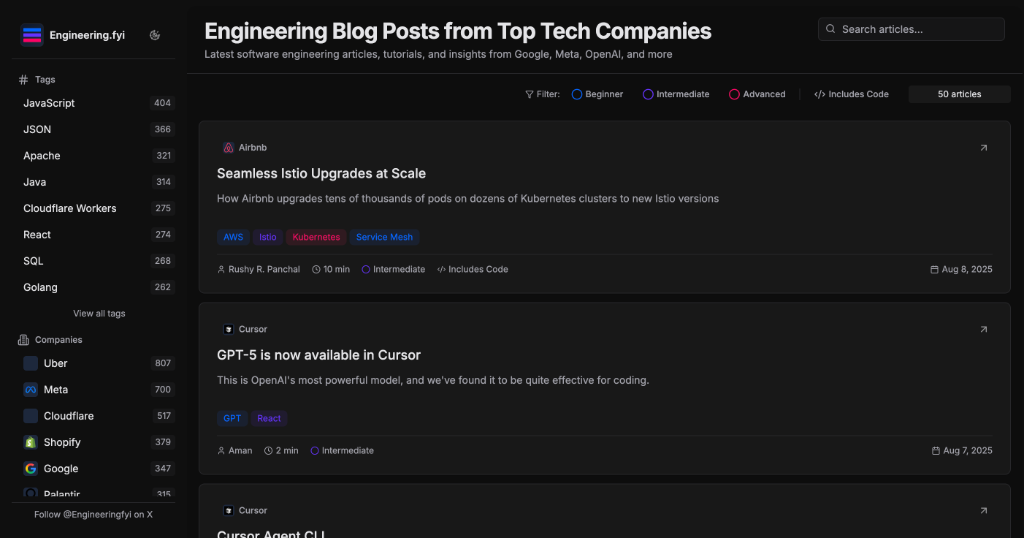 Engineering.fyi
Tags
JavaScript 404
JSON 366
Apache 321
Java 314
Cloudflare Workers 275
React 274
SQL 268
Golang 262
View all tags
Companies
Uber 807
Meta 700
Cloudflare 517
Shopify 379
Google 347
Palantir 315
Follow @Engineeringfyi on X
Engineering Blog Posts from Top Tech Companies
Latest software engineering articles, tutorials, and insights from Google, Meta, OpenAI, and more
Search articles...
Filter: Beginner Intermediate Advanced </> Includes Code 50 articles
Airbnb
Seamless Istio Upgrades at Scale
How Airbnb upgrades tens of thousands of pods on dozens of Kubernetes clusters to new Istio versions
AWS Istio Kubernetes Service Mesh
Rushy R. Panchal 10 min Intermediate </> Includes Code Aug 8, 2025
Cursor
GPT-5 is now available in Cursor
This is OpenAI's most powerful model, and we've found it to be quite effective for coding.
GPT React
Aman 2 min Intermediate Aug 7, 2025
Cursor
Cursor Agent CLI